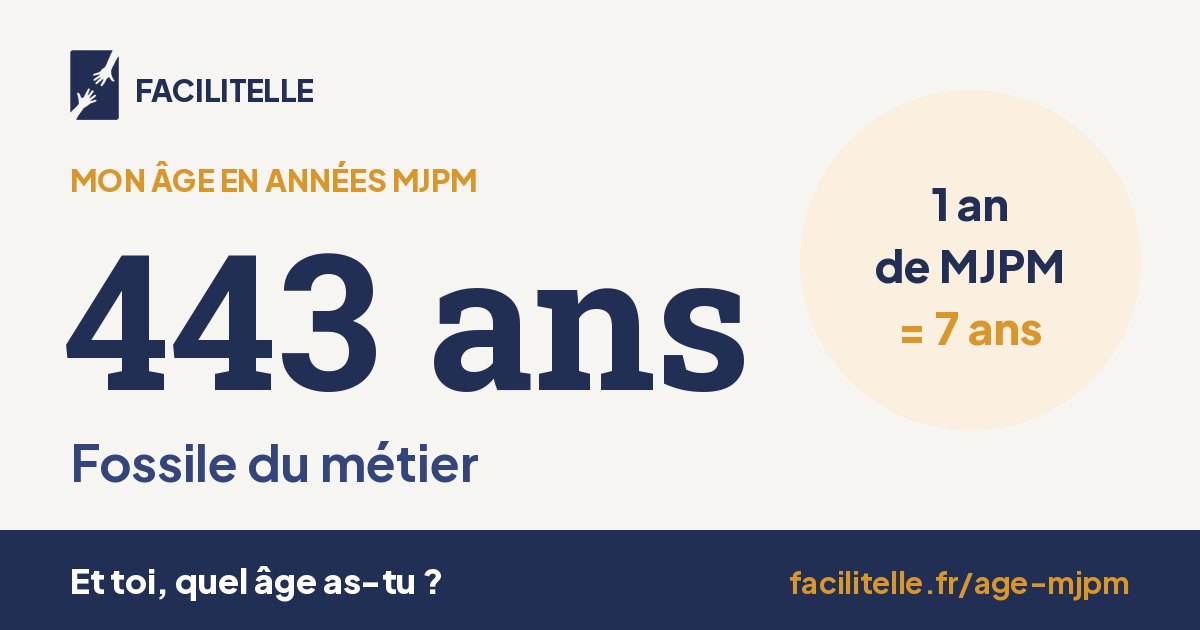 FACILITELLE
MON ÂGE EN ANNÉES MJPM
443 ans
Fossile du métier
1 an
de MJPM
= 7 ans
Et toi, quel âge as-tu ?
facilitelle.fr/age-mjpm